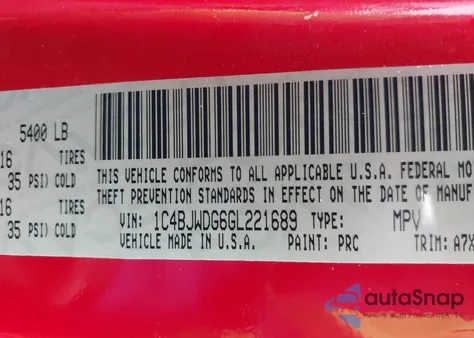 5400 LB
16 TIRES
35 PSI) COLD
16 TIRES
35 PSI) COLD
THIS VEHICLE CONFORMS TO ALL APPLICABLE U.S.A. FEDERAL MO
THEFT PREVENTION STANDARDS IN EFFECT ON THE DATE OF MANUF
VIN: 1C4BJWDG6GL221689 TYPE: MPV
VEHICLE MADE IN U.S.A. PAINT: PRC TRIM: A7X
autoSnap